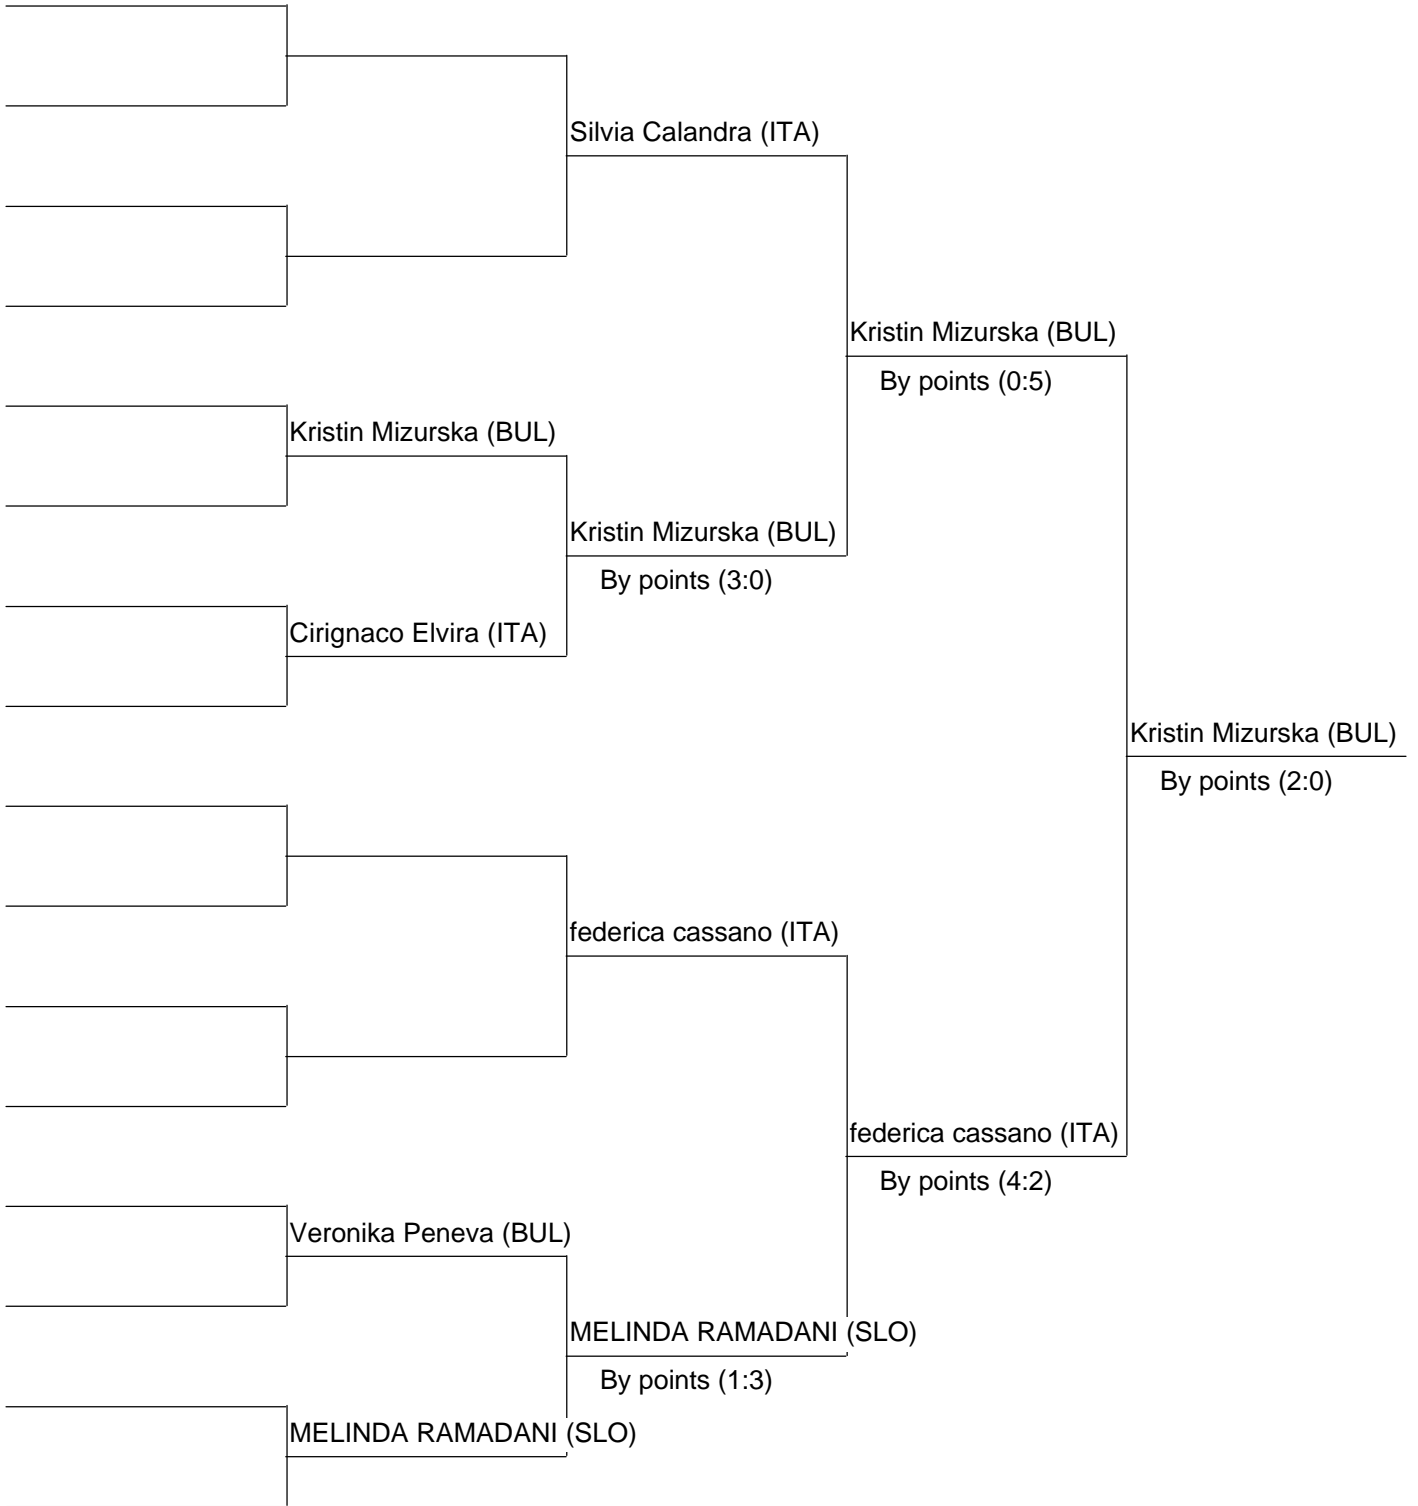 Silvia Calandra (ITA)
Kristin Mizurska (BUL)
By points (0:5)
Kristin Mizurska (BUL)
Kristin Mizurska (BUL)
By points (3:0)
Cirignaco Elvira (ITA)
Kristin Mizurska (BUL)
By points (2:0)
federica cassano (ITA)
federica cassano (ITA)
By points (4:2)
Veronika Peneva (BUL)
MELINDA RAMADANI (SLO)
By points (1:3)
MELINDA RAMADANI (SLO)